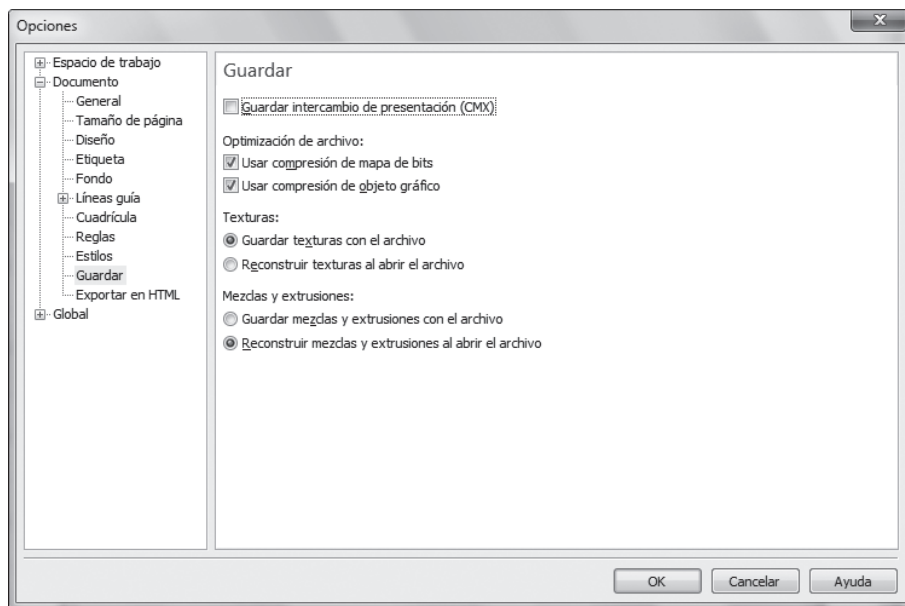 Opciones
Espacio de trabajo
Documento
General
Tamaño de página
Diseño
Etiqueta
Fondo
Líneas guía
Cuadrícula
Reglas
Estilos
Guardar
Exportar en HTML
Global
Guardar
Guardar intercambio de presentación (CMX)
Optimización de archivo:
Usar compresión de mapa de bits
Usar compresión de objeto gráfico
Texturas:
Guardar texturas con el archivo
Reconstruir texturas al abrir el archivo
Mezclas y extrusiones:
Guardar mezclas y extrusiones con el archivo
Reconstruir mezclas y extrusiones al abrir el archivo
OK
Cancelar
Ayuda